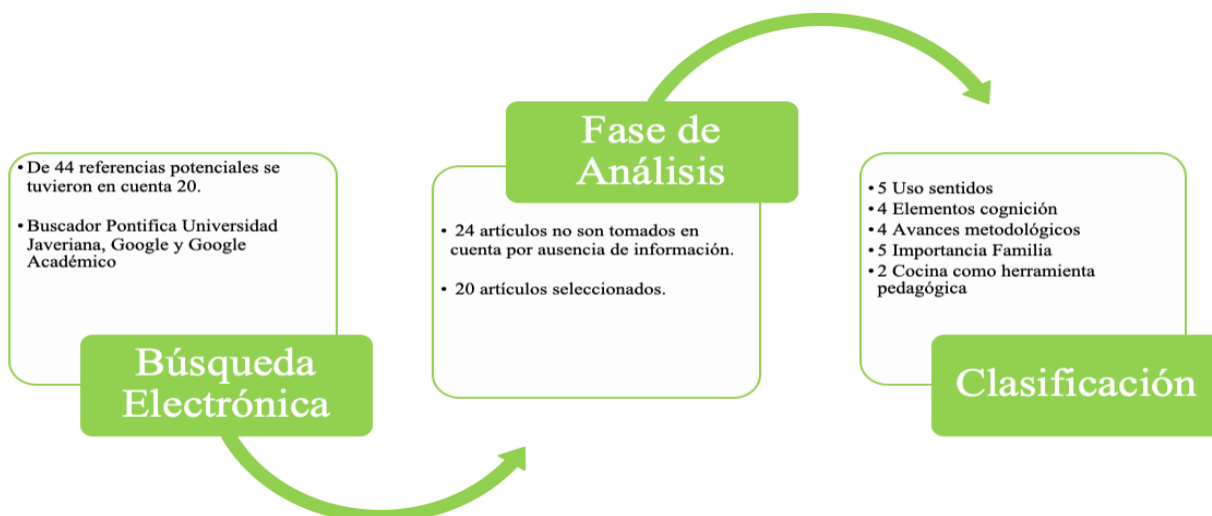 • De 44 referencias potenciales se
tuvieron en cuenta 20.
• Buscador Pontifica Universidad
Javeriana, Google y Google
Académico
Búsqueda
Electrónica
Fase de
Análisis
• 24 artículos no son tomados en
cuenta por ausencia de información.
• 20 artículos seleccionados.
• 5 Uso sentidos
• 4 Elementos cognición
• 4 Avances metodológicos
• 5 Importancia Familia
• 2 Cocina como herramienta
pedagógica
Clasificación